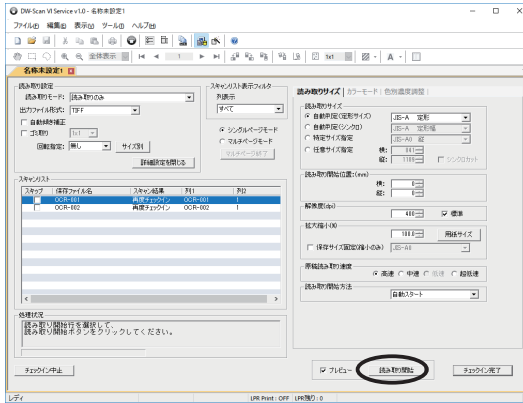 DW-Scan VI Service v1.0 - 名称未設定1
ファイル(F) 編集(E) 表示(V) ツール(T) ヘルプ(H)
全体表示 1 1x1
名称未設定1
読み取り設定
読み取りモード: 読み取りのみ
出力ファイル形式: TIFF
自動傾き補正
ゴミ取り 1x1
回転指定: 無し サイズ別
詳細設定を閉じる
スキャンリスト表示フィルター
列表示
すべて
シングルページモード
マルチページモード
マルチページ終了
スキャンリスト
スキップ 保存ファイル名 スキャン結果 列1 列2
OCR-001 再度チェックイン 1
OCR-002 再度チェックイン 1
処理状況
読み取り開始行を選択して、
読み取り開始ボタンをクリックしてください。
チェックイン中止
読み取りサイズ カラーモード 色別濃度調整
読み取りサイズ
自動甲定(定形サイズ) JIS-A 定形
自動甲定(シンクロ) JIS-A 定形幅
特定サイズ指定 JIS-A0 縦
任意サイズ指定 横: 841
縦: 1189 シンクロカット
読み取り開始位置:(mm)
横: 0
縦: 0
解像度(dpi)
400 標準
拡大縮小(%)
100.0 用紙サイズ
保存サイズ固定(縮小のみ) JIS-A0
原稿読み取り速度
高速 中速 低速 超低速
読み取り開始方法
自動スタート
プレビュー 読み取り開始 チェックイン完了
レディ LPR Print : OFF LPR残り : 0